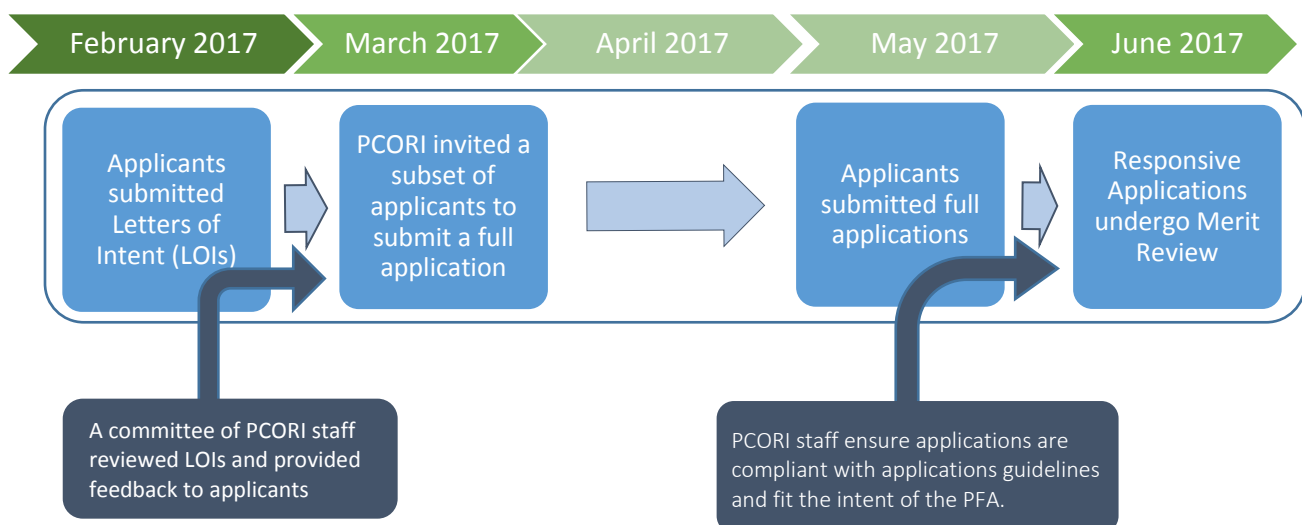 February 2017
March 2017
April 2017
May 2017
June 2017
Applicants
submitted
Letters of
Intent (LOIs)
PCORI invited a
subset of
applicants to
submit a full
application
Applicants
submitted full
applications
Responsive
Applications
undergo Merit
Review
A committee of PCORI staff
reviewed LOIs and provided
feedback to applicants
PCORI staff ensure applications are
compliant with applications guidelines
and fit the intent of the PFA.